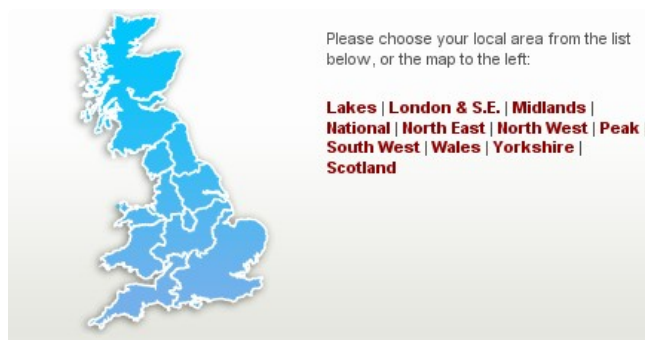 Please choose your local area from the list
below, or the map to the left:
Lakes | London & S.E. | Midlands |
National | North East | North West | Peak |
South West | Wales | Yorkshire |
Scotland